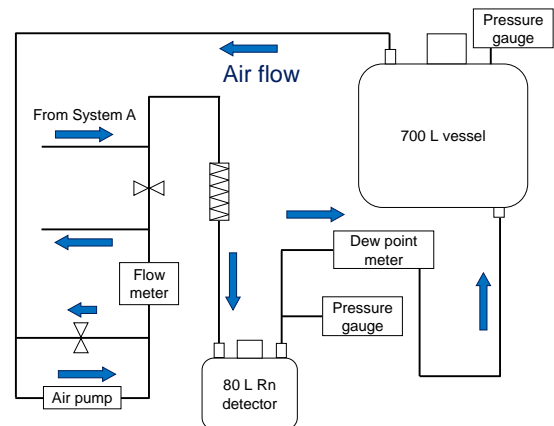 Pressure
gauge
Air flow
From System A
700 L vessel
Dew point
meter
Flow
meter
Pressure
gauge
80 L Rn
detector
Air pump